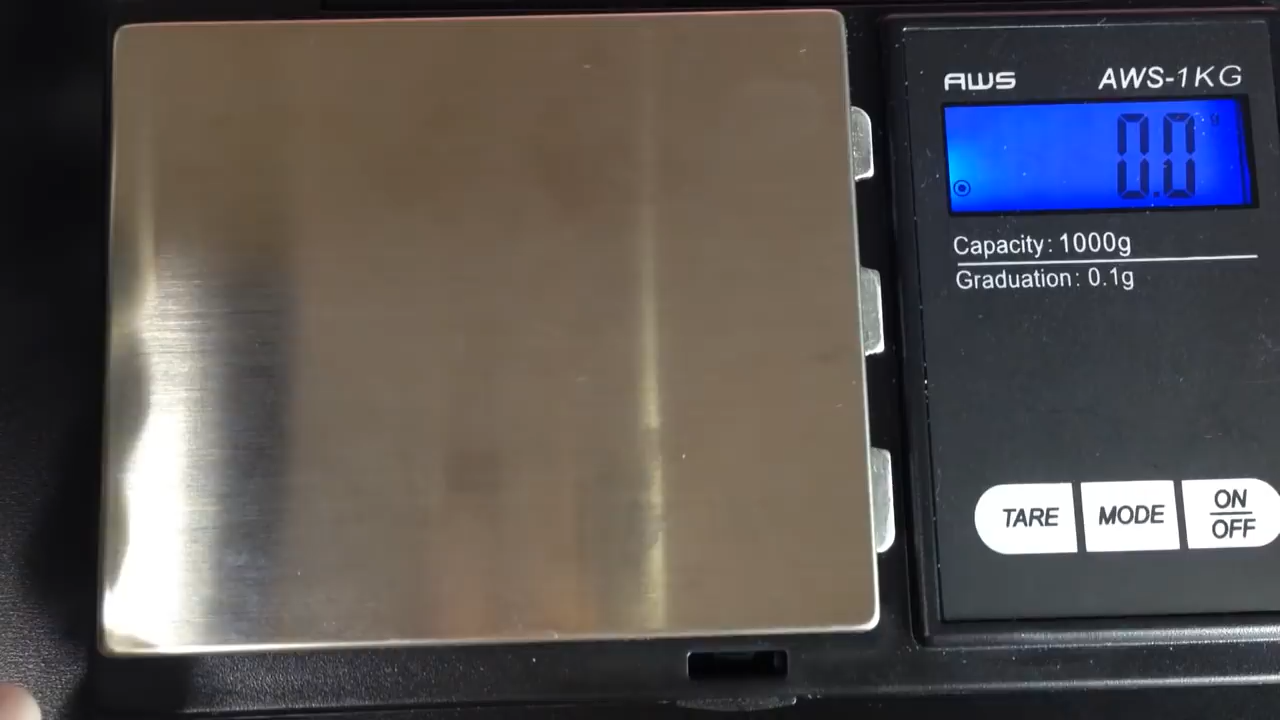 AWS AWS-1KG
0.0 g
Capacity: 1000g
Graduation: 0.1g
TARE MODE ON
OFF